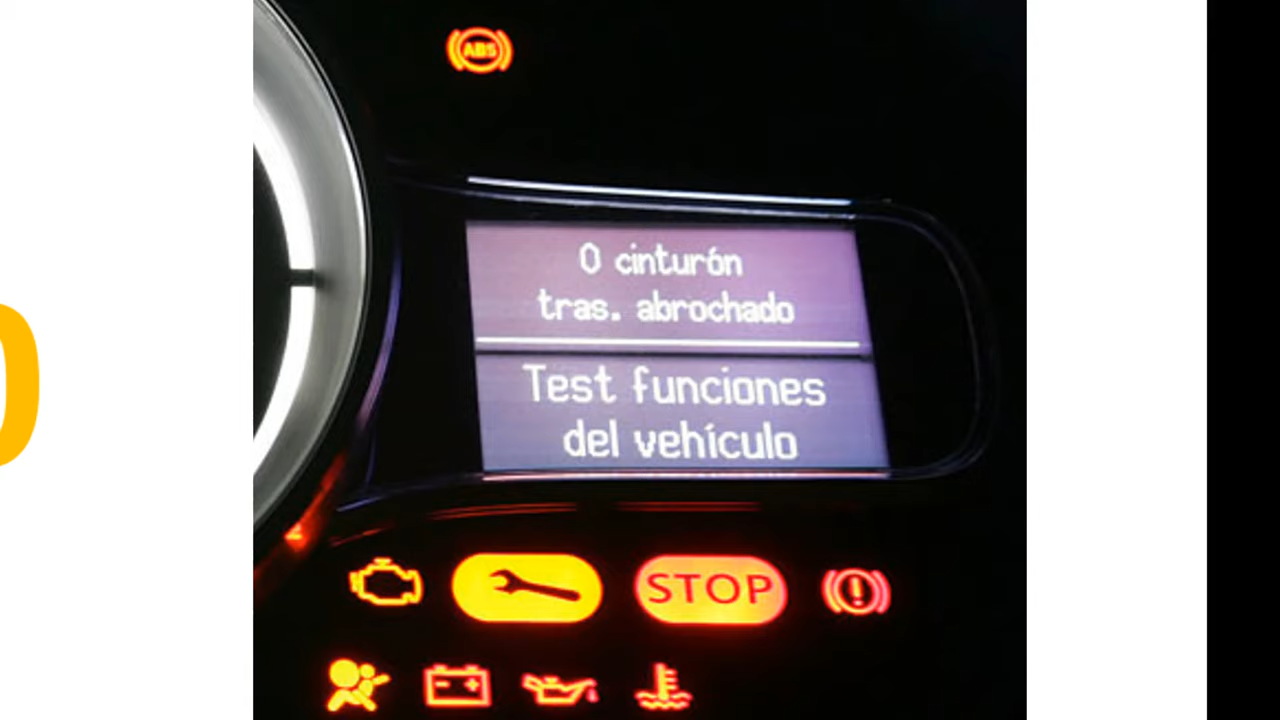 ABS
0 cinturón
tras. abrochado
Test funciones
del vehículo
STOP